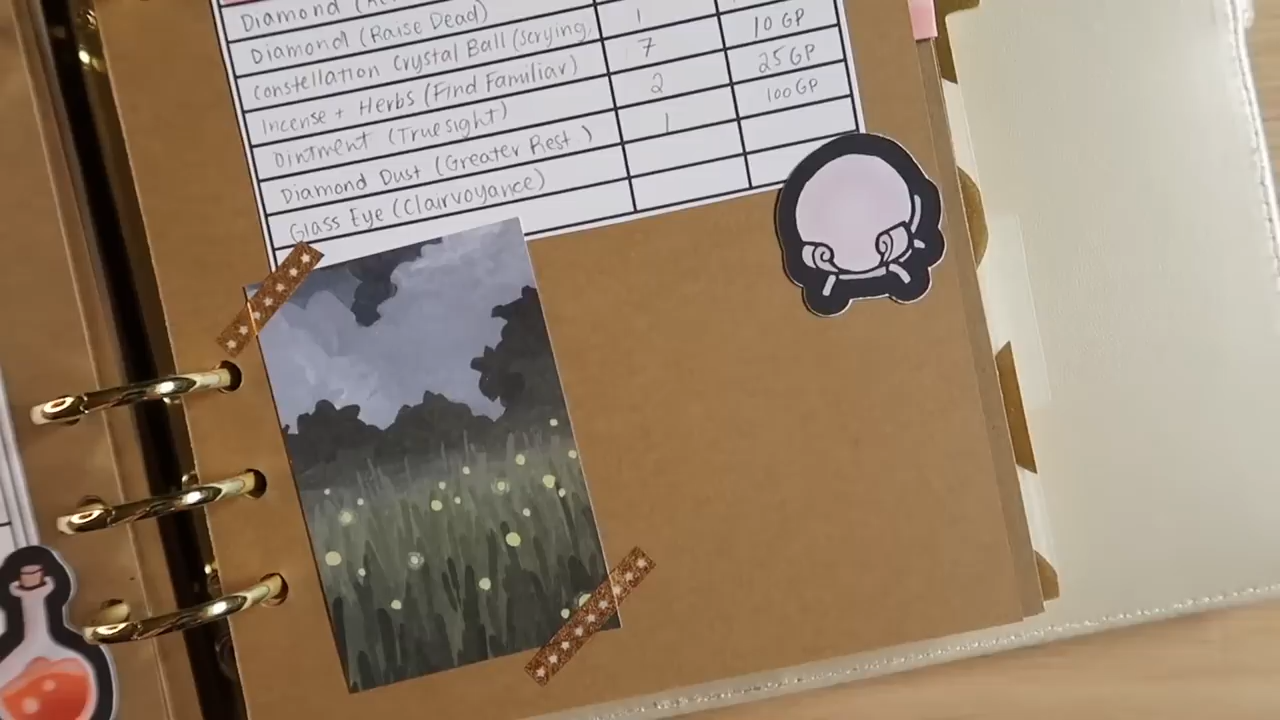 Diamond
Diamond (Raise Dead)
Constellation Crystal Ball (Scrying) 1
Incense + Herbs (Find Familiar) 7 10 GP
Ointment (Truesight) 2 25 GP
Diamond Dust (Greater Rest.) 1 100 GP
Glass Eye (Clairvoyance)